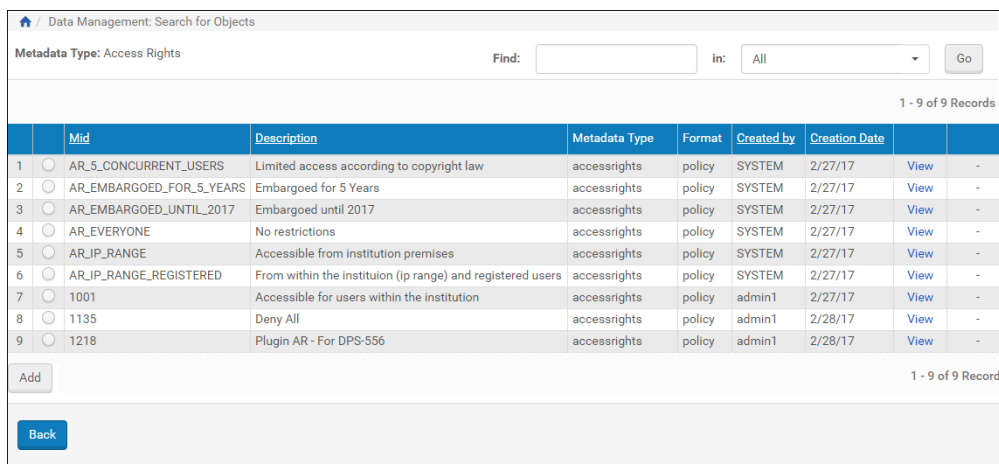 / Data Management: Search for Objects
Metadata Type: Access Rights Find: in: All Go
1 - 9 of 9 Records
Mid Description Metadata Type Format Created by Creation Date
1 AR_5_CONCURRENT_USERS Limited access according to copyright law accessrights policy SYSTEM 2/27/17 View -
2 AR_EMBARGOED_FOR_5_YEARS Embargoed for 5 Years accessrights policy SYSTEM 2/27/17 View -
3 AR_EMBARGOED_UNTIL_2017 Embargoed until 2017 accessrights policy SYSTEM 2/27/17 View -
4 AR_EVERYONE No restrictions accessrights policy SYSTEM 2/27/17 View -
5 AR_IP_RANGE Accessible from institution premises accessrights policy SYSTEM 2/27/17 View -
6 AR_IP_RANGE_REGISTERED From within the instituion (ip range) and registered users accessrights policy SYSTEM 2/27/17 View -
7 1001 Accessible for users within the institution accessrights policy admin1 2/27/17 View -
8 1135 Deny All accessrights policy admin1 2/28/17 View -
9 1218 Plugin AR - For DPS-556 accessrights policy admin1 2/28/17 View -
Add 1 - 9 of 9 Record
Back